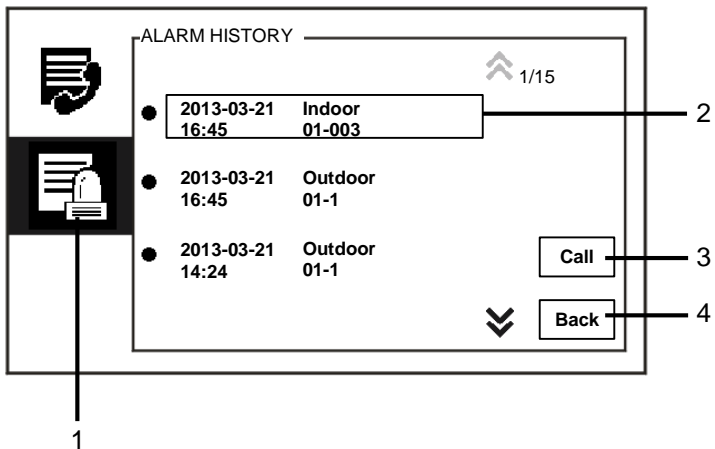 ALARM HISTORY
1/15
2013-03-21 Indoor
16:45 01-003
2
2013-03-21 Outdoor
16:45 01-1
2013-03-21 Outdoor
14:24 01-1
Call
3
Back
4
1